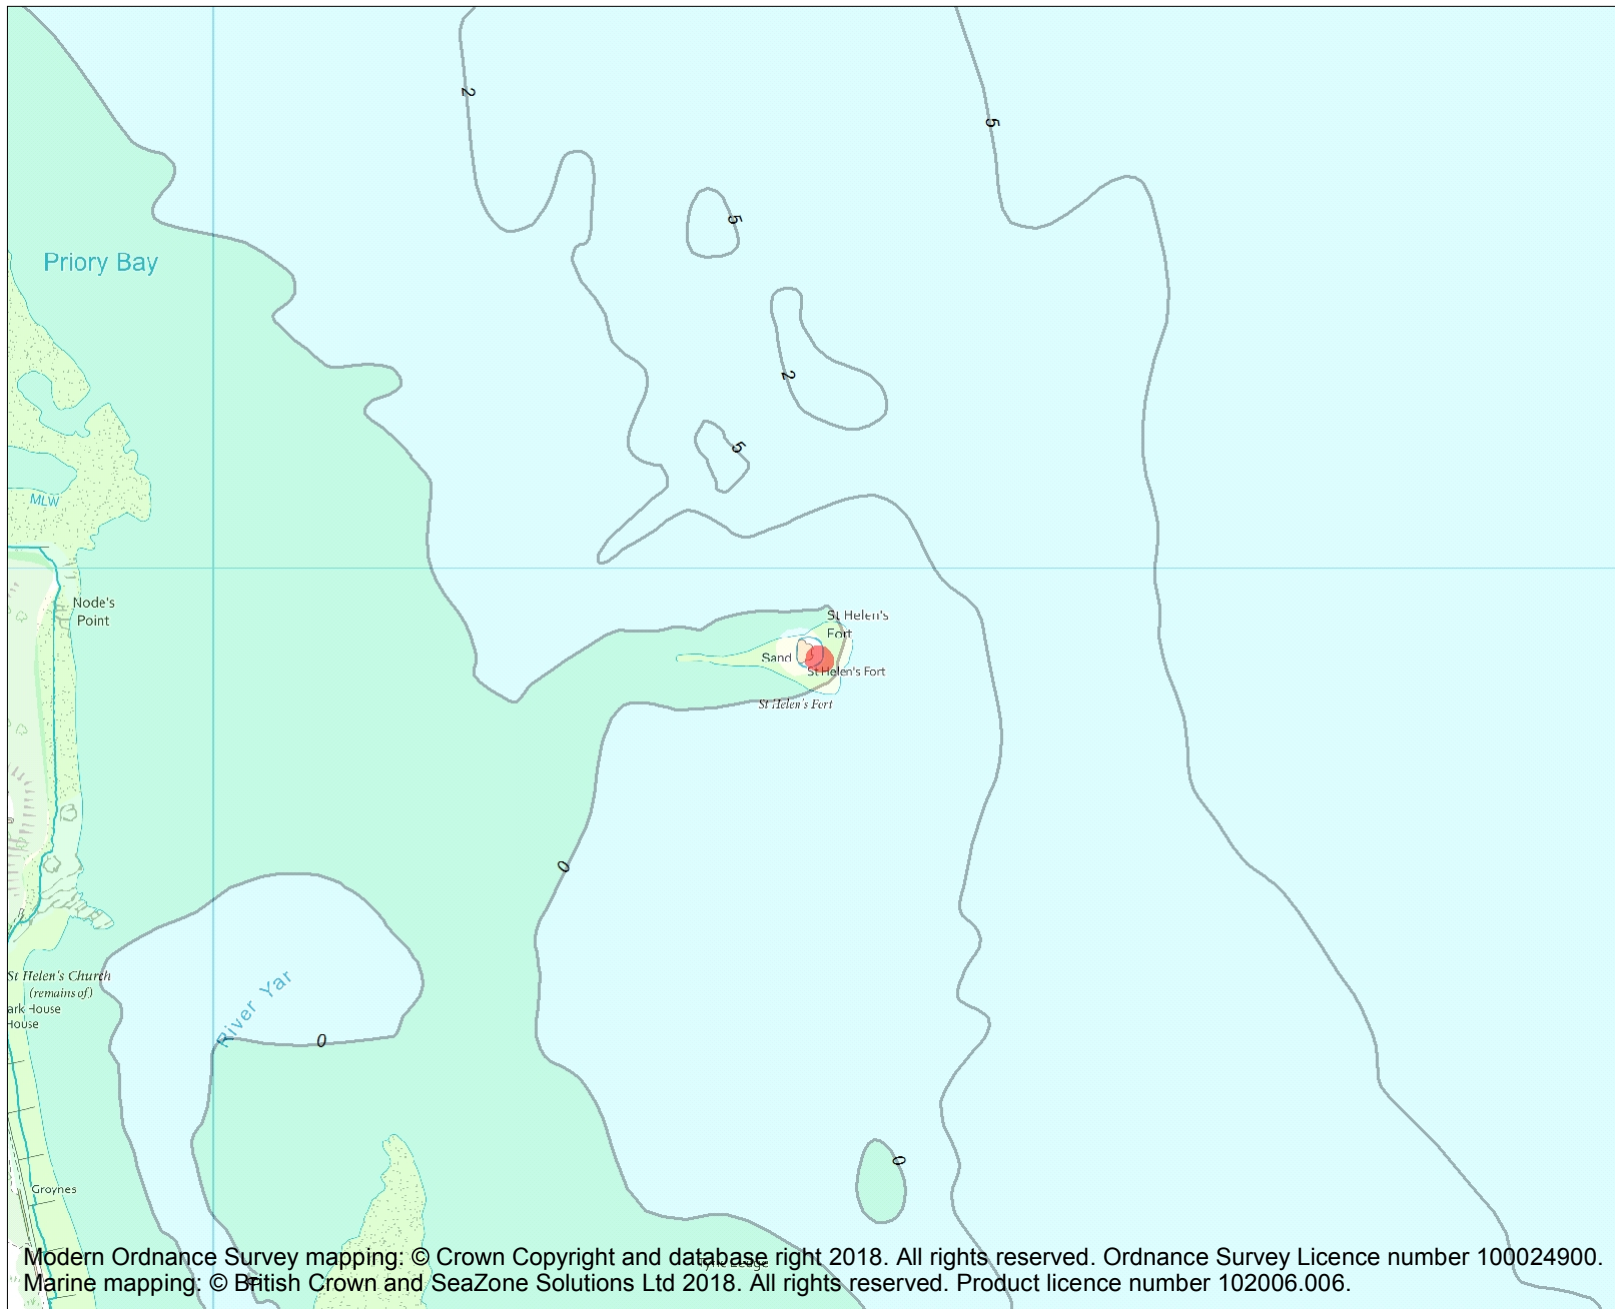 2
5
5
Priory Bay
2
5
MLW
Node's
Point
St Helen's
Fort
Sand
St Helen's Fort
St Helen's Fort
0
St Helen's Church
(remains of)
ark House
House
River Yar
0
0
Groynes
Modern Ordnance Survey mapping: © Crown Copyright and database right 2018. All rights reserved. Ordnance Survey Licence number 100024900.
Marine mapping: © British Crown and SeaZone Solutions Ltd 2018. All rights reserved. Product licence number 102006.006.